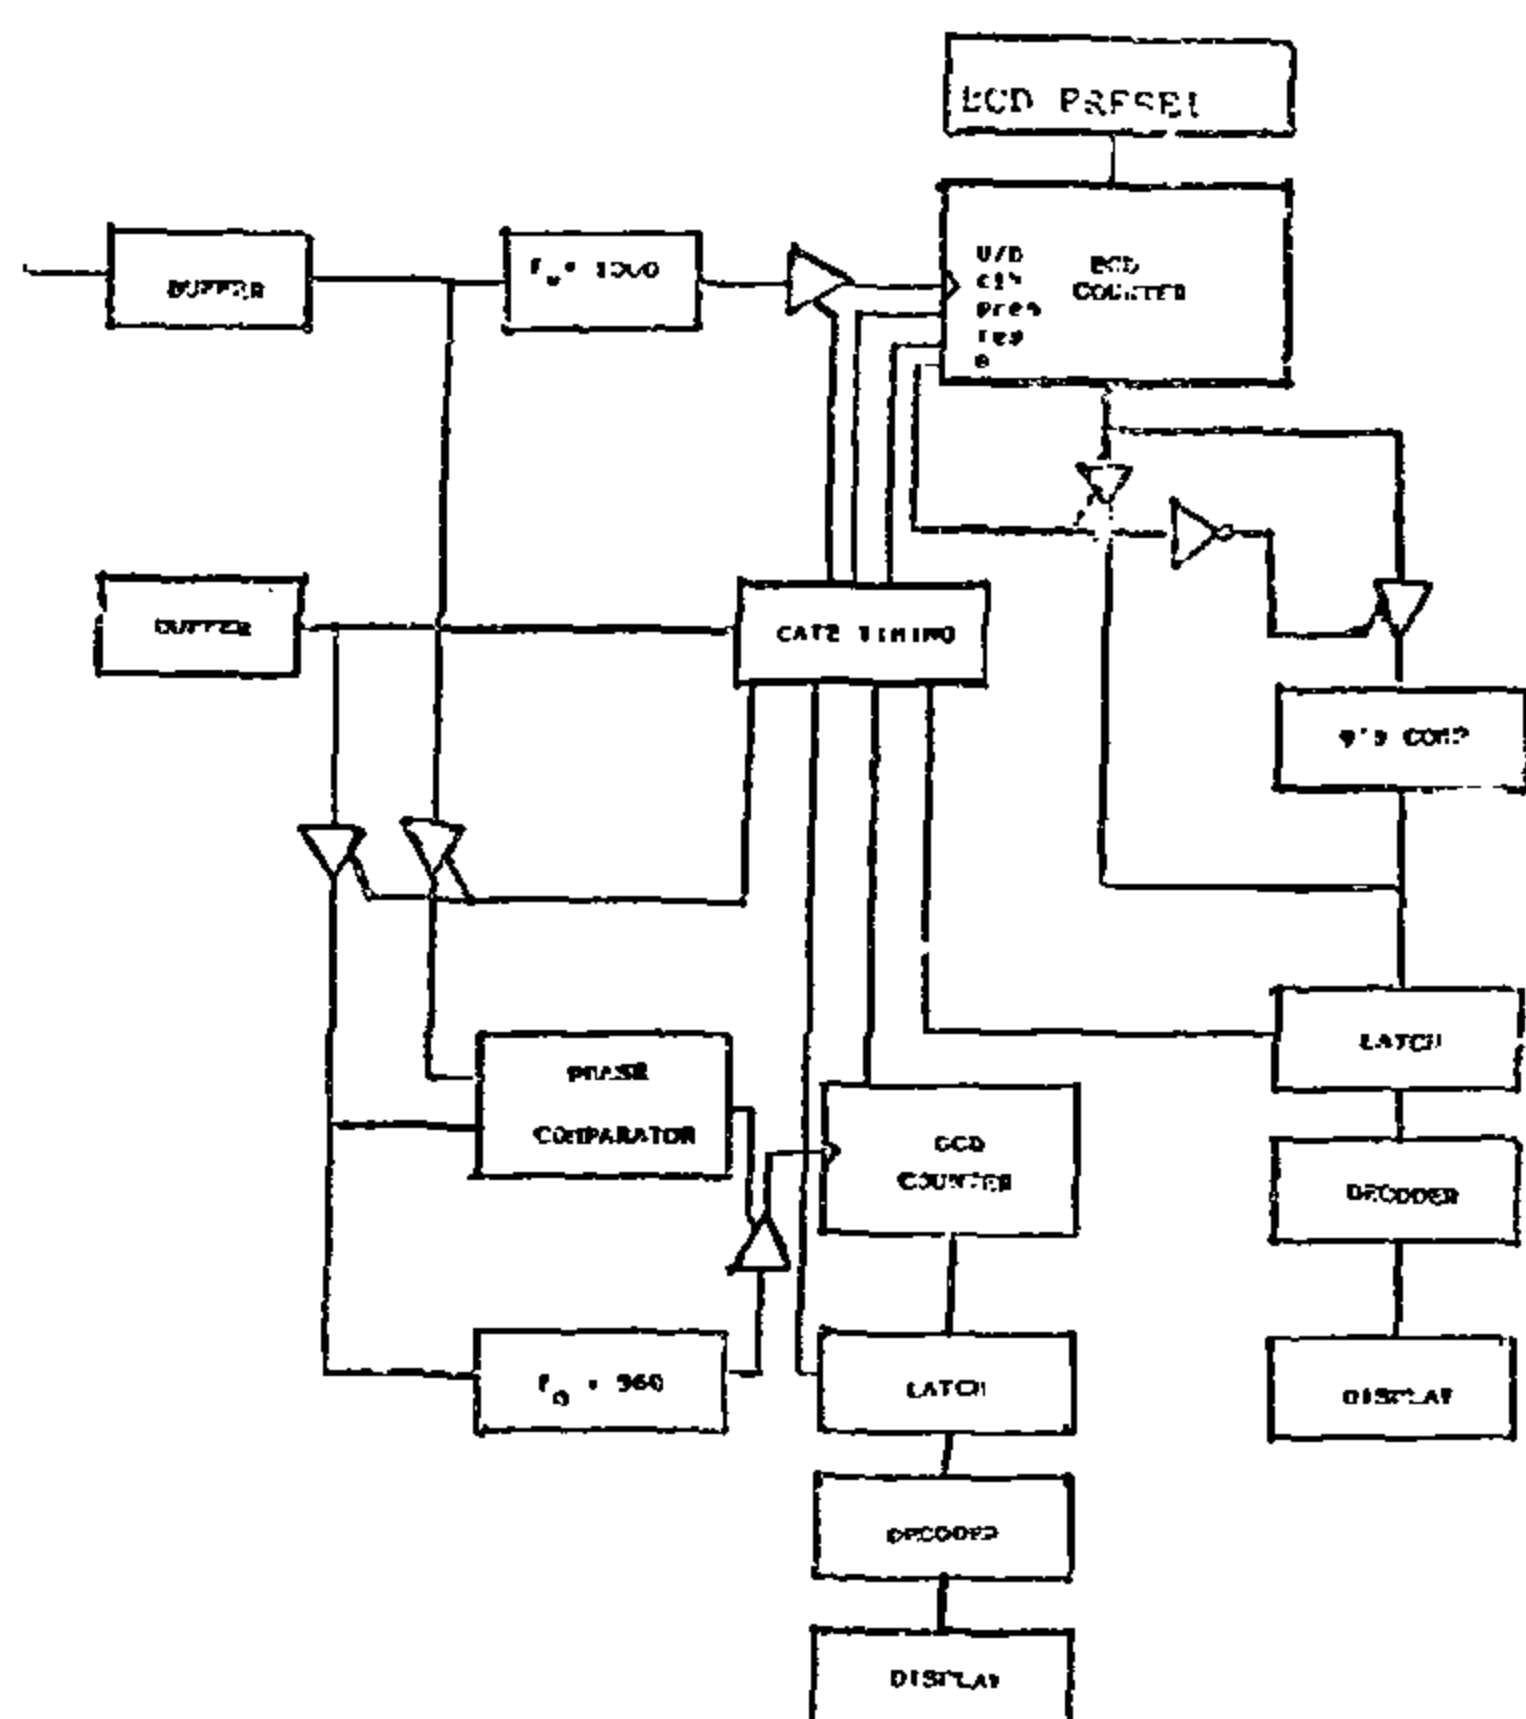 BCD PRESET
BUFFER
U/D
clk
pres
BCD
COUNTER
BUFFER
GATE TIMING
9's COMP
LATCH
PHASE
COMPARATOR
BCD
COUNTER
DECODER
LATCH
DISPLAY
DECODER
DISPLAY